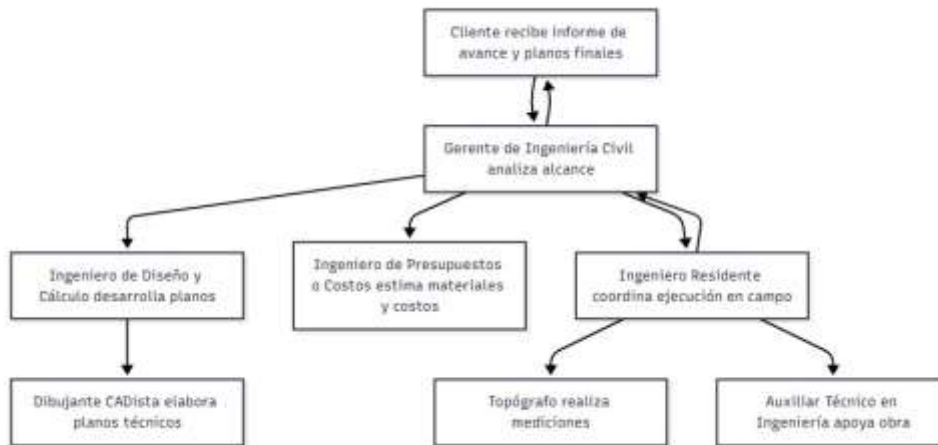 Cliente recibe informe de
avance y planos finales
Gerente de Ingeniería Civil
analiza alcance
Ingeniero de Diseño y
Cálculo desarrolla planos
Ingeniero de Presupuestos
o Costos estima materiales
y costos
Ingeniero Residente
coordina ejecución en campo
Dibujante CADista elabora
planos técnicos
Topógrafo realiza
mediciones
Auxiliar Técnico en
Ingeniería apoya obra